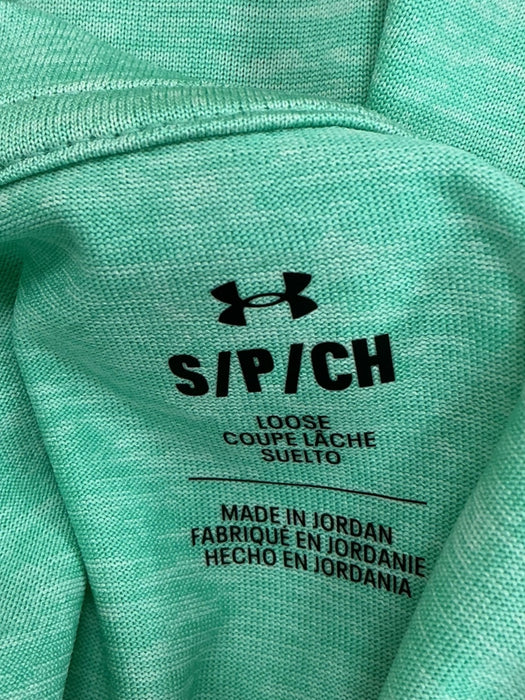 S/P/CH
LOOSE
COUPE LÂCHE
SUELTO
MADE IN JORDAN
FABRIQUÉ EN JORDANIE
HECHO EN JORDANIA